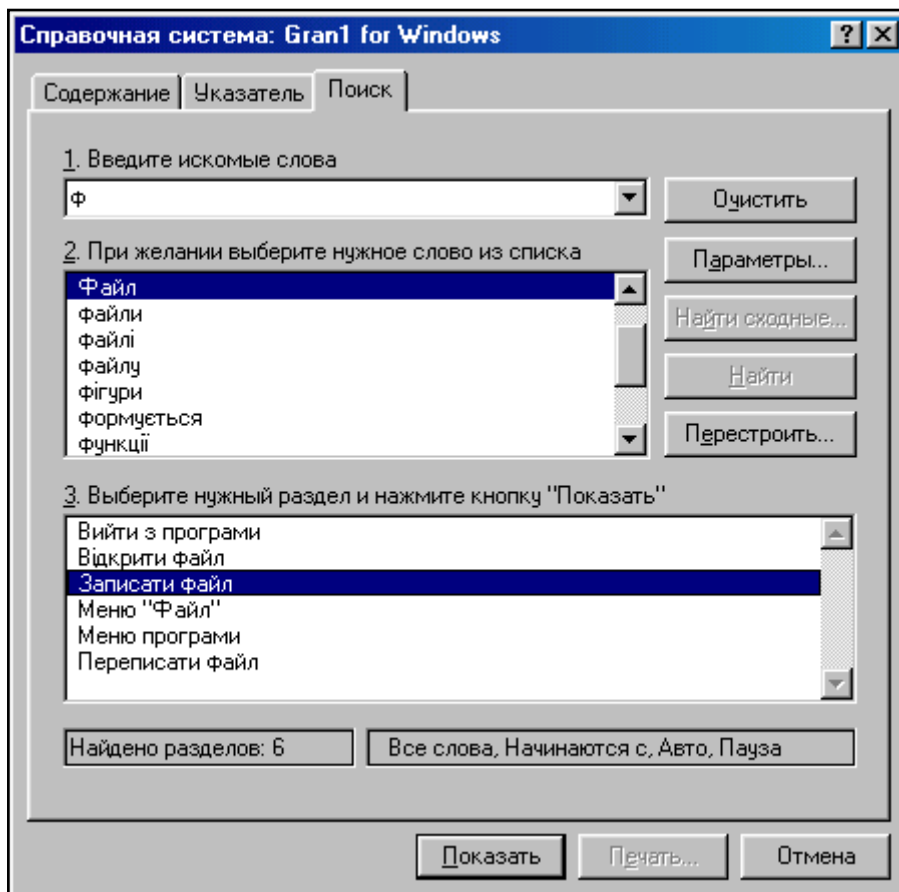 Справочная система: Gran1 for Windows
Содержание Указатель Поиск
1. Введите искомые слова
Ф
Очистить
2. При желании выберите нужное слово из списка
Параметры...
Файл
файли
файлі
файлу
фігури
формується
функції
Найти сходные...
Найти
Перестроить...
3. Выберите нужный раздел и нажмите кнопку "Показать"
Вийти з програми
Відкрити файл
Записати файл
Меню "Файл"
Меню програми
Переписати файл
Найдено разделов: 6
Все слова, Начинаются с, Авто, Пауза
Показать Печать... Отмена